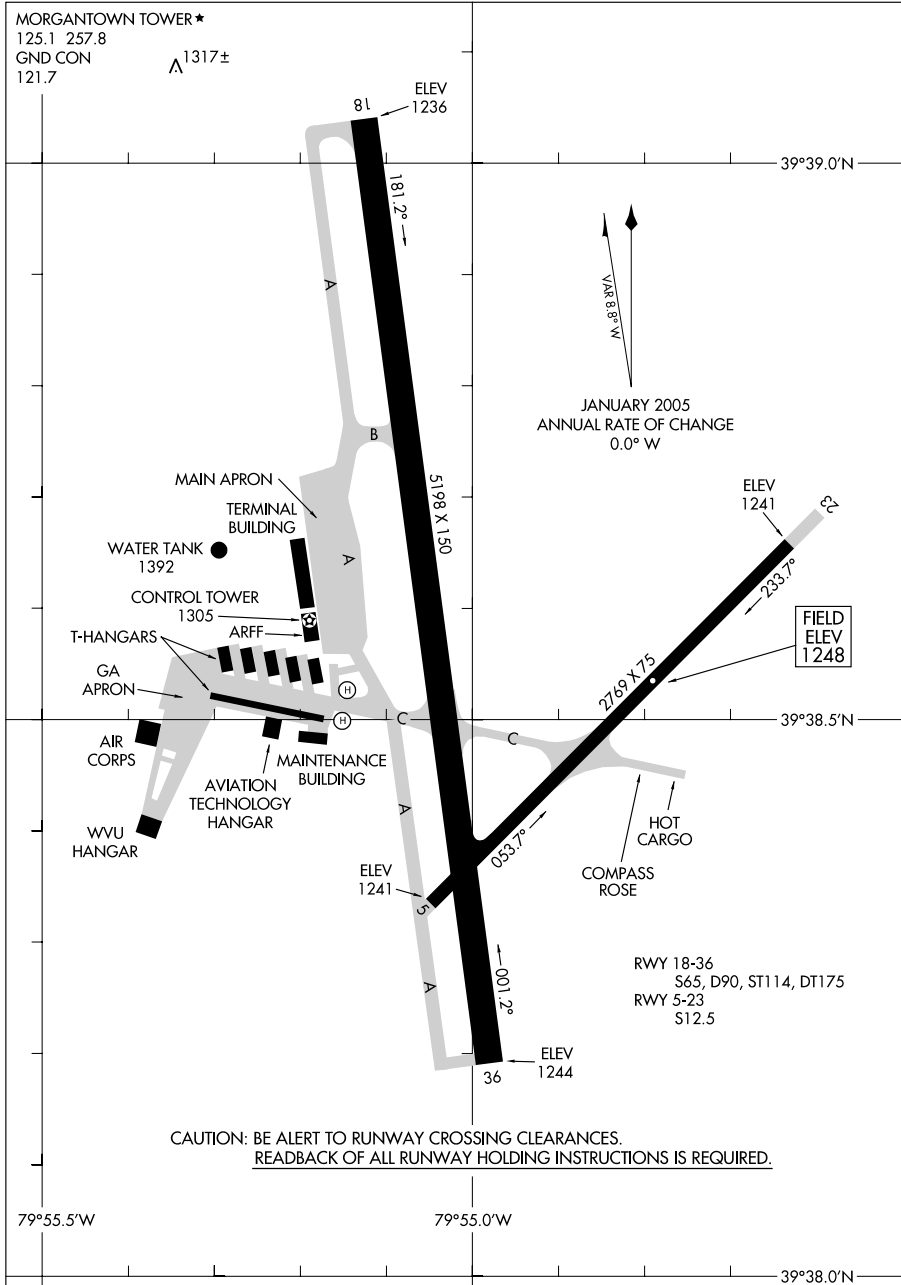 MORGANTOWN TOWER★
125.1 257.8
GND CON
121.7
1317±
18
ELEV
1236
39°39.0'N
181.2°
A
VAR 8.8° W
JANUARY 2005
ANNUAL RATE OF CHANGE
0.0° W
B
5198 X 150
MAIN APRON
TERMINAL
BUILDING
ELEV
1241
23
WATER TANK
1392
A
233.7°
CONTROL TOWER
1305
ARFF
T-HANGARS
FIELD
ELEV
1248
GA
APRON
2769 X 75
H
H
C
39°38.5'N
C
AIR
CORPS
MAINTENANCE
BUILDING
AVIATION
TECHNOLOGY
HANGAR
A
HOT
CARGO
WVU
HANGAR
053.7°
COMPASS
ROSE
ELEV
1241
5
RWY 18-36
S65, D90, ST114, DT175
RWY 5-23
S12.5
A
001.2°
36
ELEV
1244
CAUTION: BE ALERT TO RUNWAY CROSSING CLEARANCES.
READBACK OF ALL RUNWAY HOLDING INSTRUCTIONS IS REQUIRED.
79°55.5'W
79°55.0'W
39°38.0'N